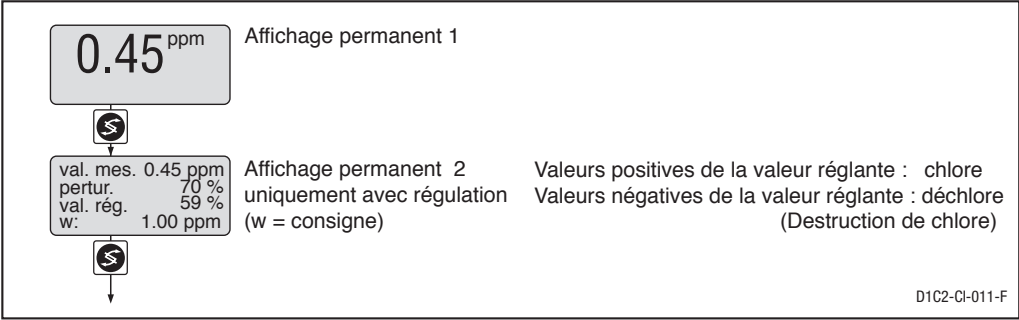 0.45 ppm
Affichage permanent 1
val. mes. 0.45 ppm
pertur. 70 %
val. rég. 59 %
w: 1.00 ppm
Affichage permanent 2
uniquement avec régulation
(w = consigne)
Valeurs positives de la valeur réglante : chlore
Valeurs négatives de la valeur réglante : déchlore
(Destruction de chlore)
D1C2-Cl-011-F